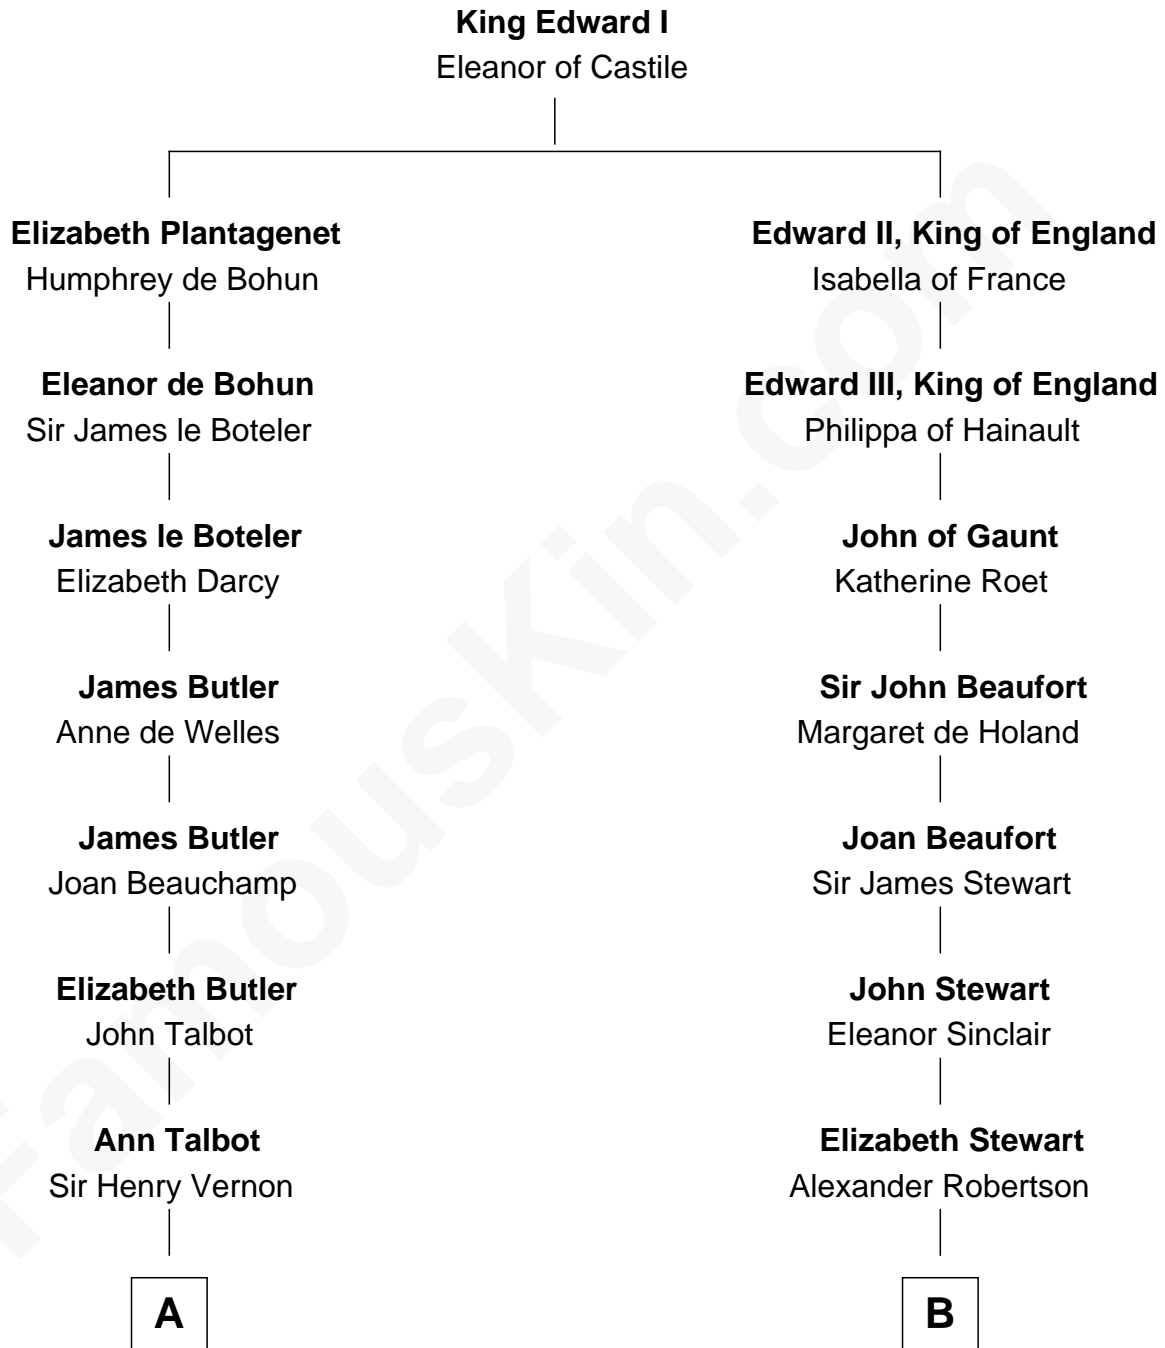 King Edward I
Eleanor of Castile
Elizabeth Plantagenet
Humphrey de Bohun
Edward II, King of England
Isabella of France
Eleanor de Bohun
Sir James le Boteler
Edward III, King of England
Philippa of Hainault
James le Boteler
Elizabeth Darcy
John of Gaunt
Katherine Roet
James Butler
Anne de Welles
Sir John Beaufort
Margaret de Holand
James Butler
Joan Beauchamp
Joan Beaufort
Sir James Stewart
Elizabeth Butler
John Talbot
John Stewart
Eleanor Sinclair
Ann Talbot
Sir Henry Vernon
Elizabeth Stewart
Alexander Robertson
A
B
FamousKin.com